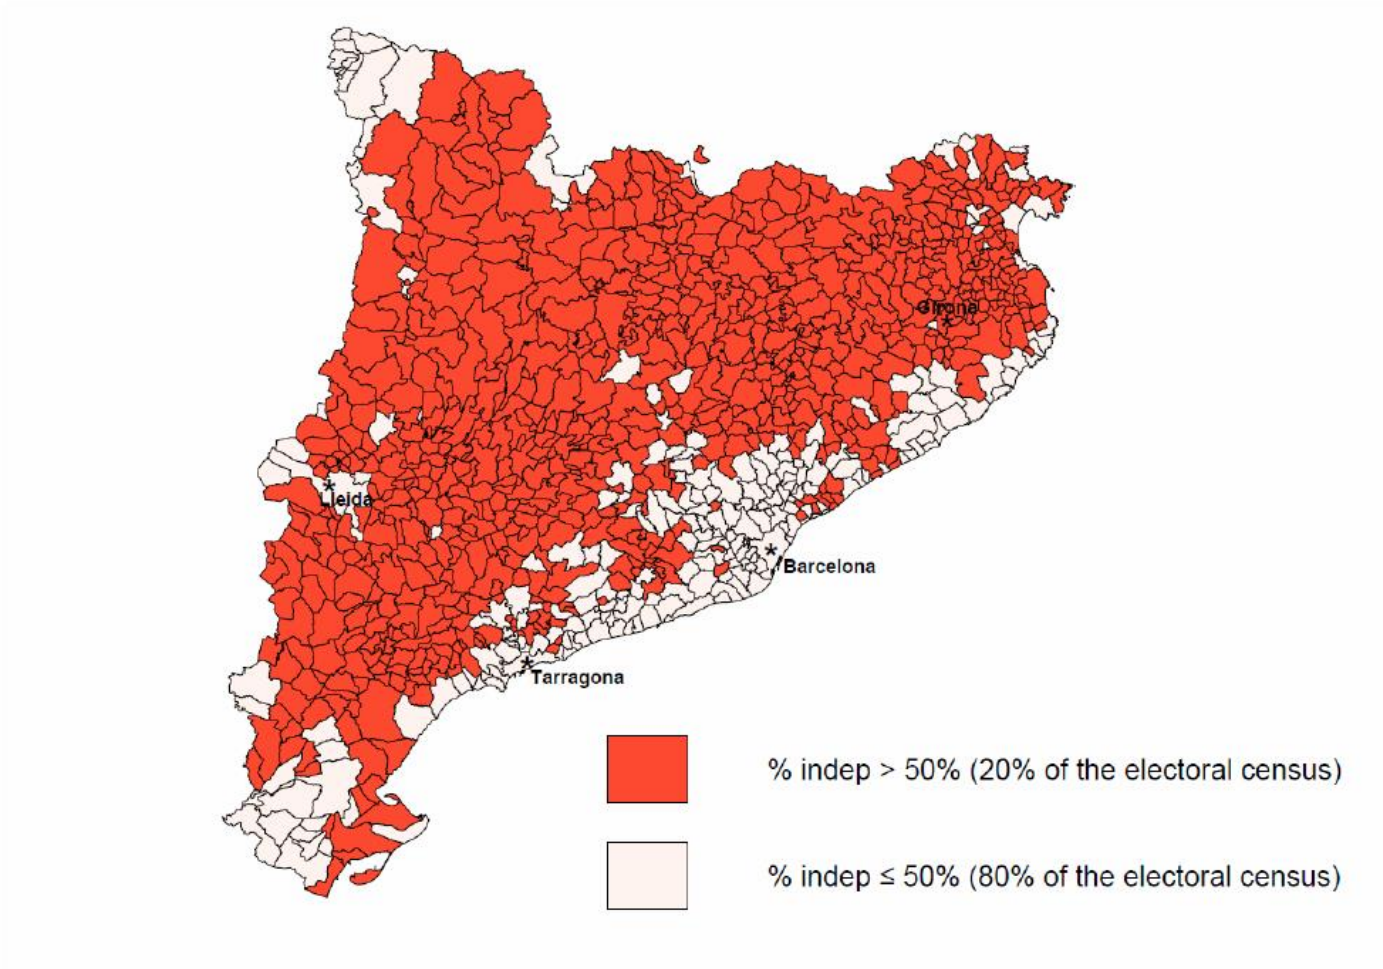 Girona
Lleida
Barcelona
Tarragona
% indep > 50% (20% of the electoral census)
% indep ≤ 50% (80% of the electoral census)